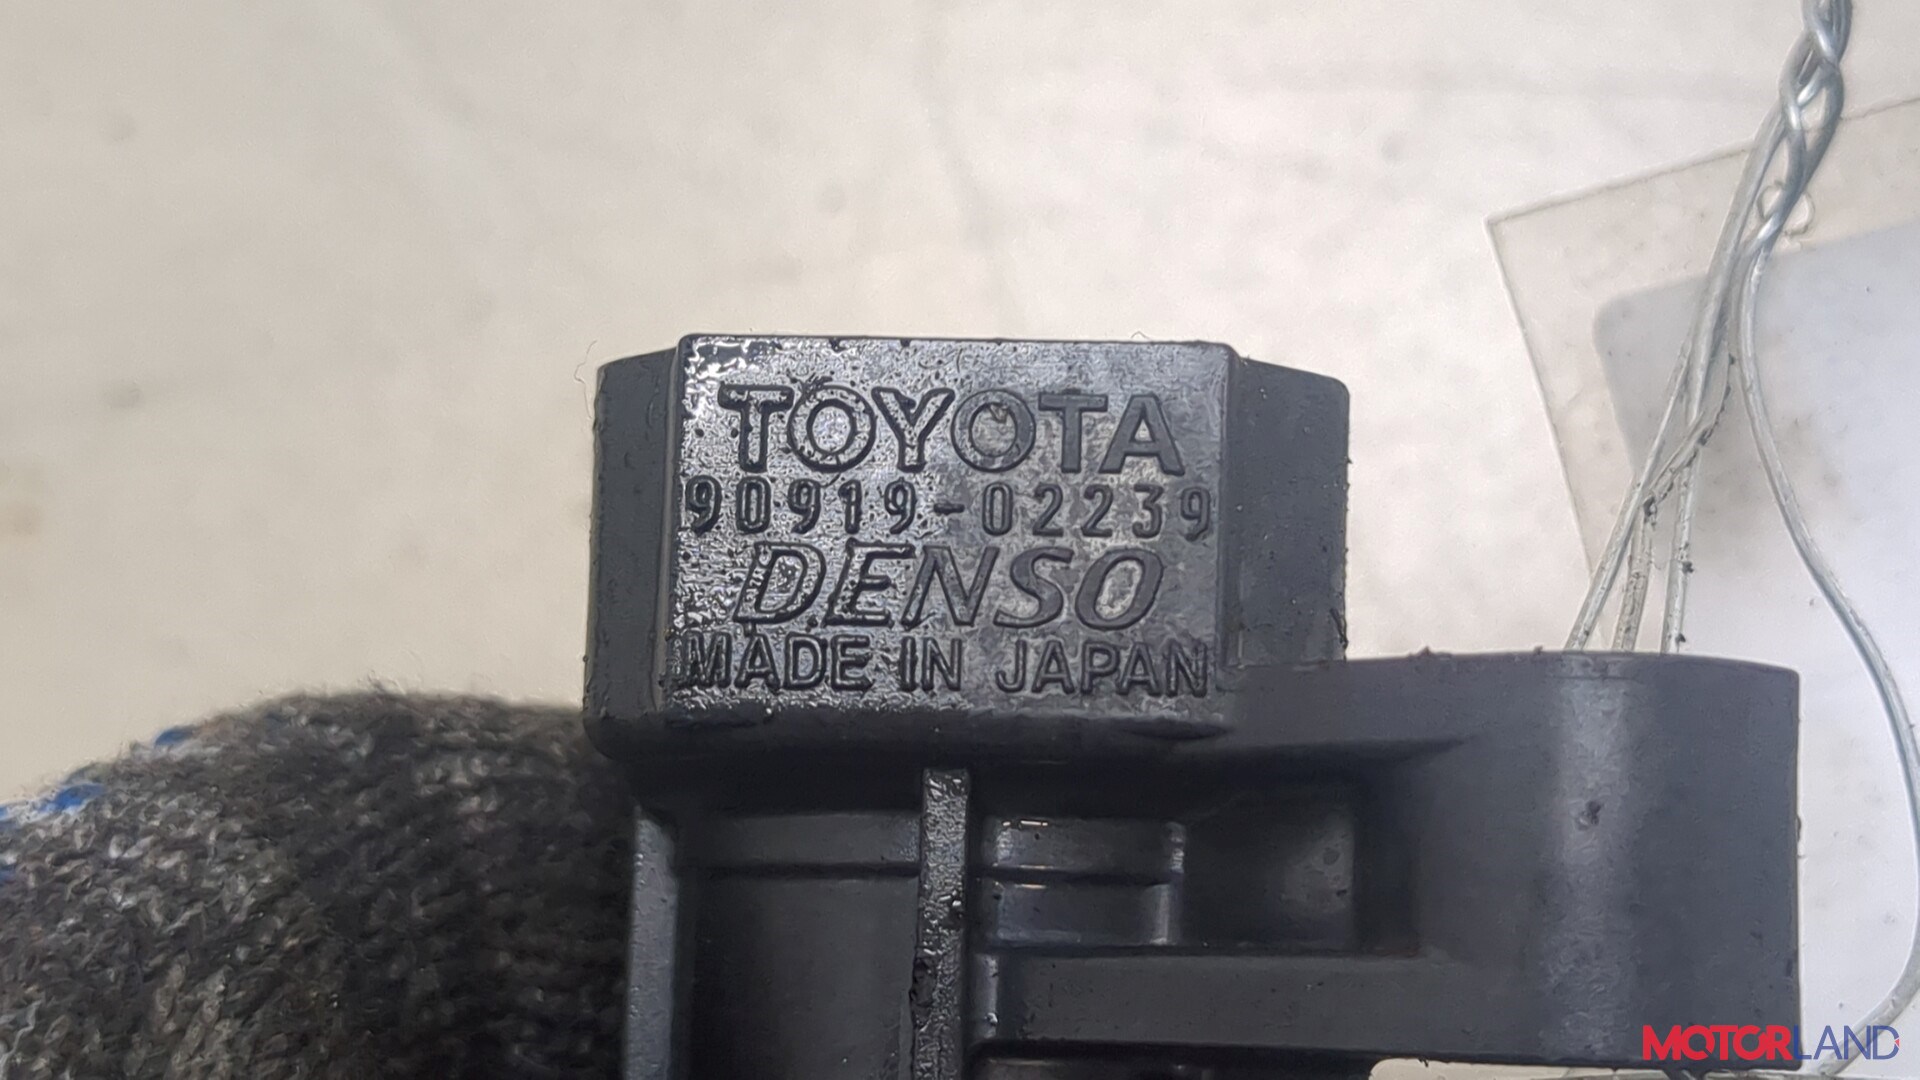 TOYOTA
90919-02239
DENSO
MADE IN JAPAN
MOTORLAND